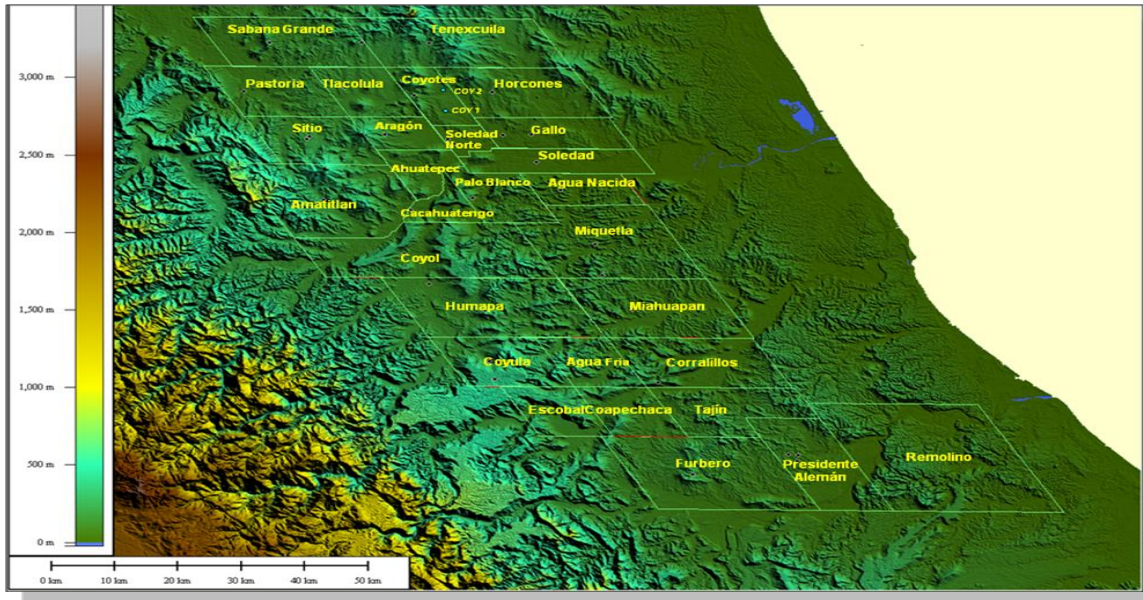 Sabana Grande
Tenexcuila
3,000 m
Pastoria
Tlacolula
Coyotes
Horcones
COY 2
COY 1
Sitio
Aragón
Soledad
Norte
Gallo
2,500 m
Soledad
Ahuatepec
Palo Blanco
Agua Nacida
Amatitlan
Cacahuatengo
2,000 m
Miquetla
Coyol
1,500 m
Humapa
Miahuapan
1,000 m
Coyula
Agua Fria
Corralillos
Escobal
Coapechaca
Tajín
500 m
Furbero
Presidente
Alemán
Remolino
0 m
0 km
10 km
20 km
30 km
40 km
50 km